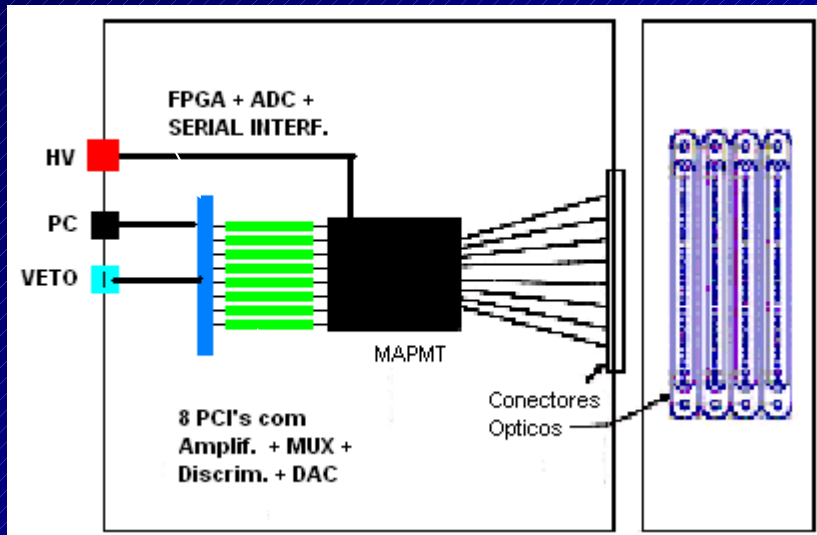 FPGA + ADC +
SERIAL INTERF.
HV
PC
VETO
MAPMT
Conectores
Opticos
8 PCI's com
Amplif. + MUX +
Discrim. + DAC